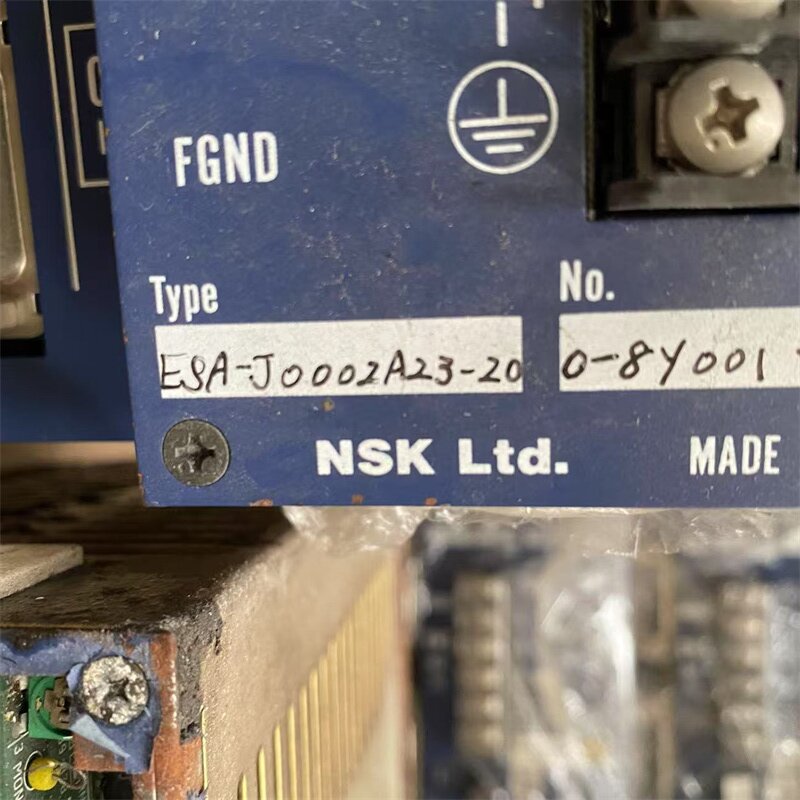 FGND
Type No.
ESA-J0002A23-20 0-8Y001
NSK Ltd. MADE